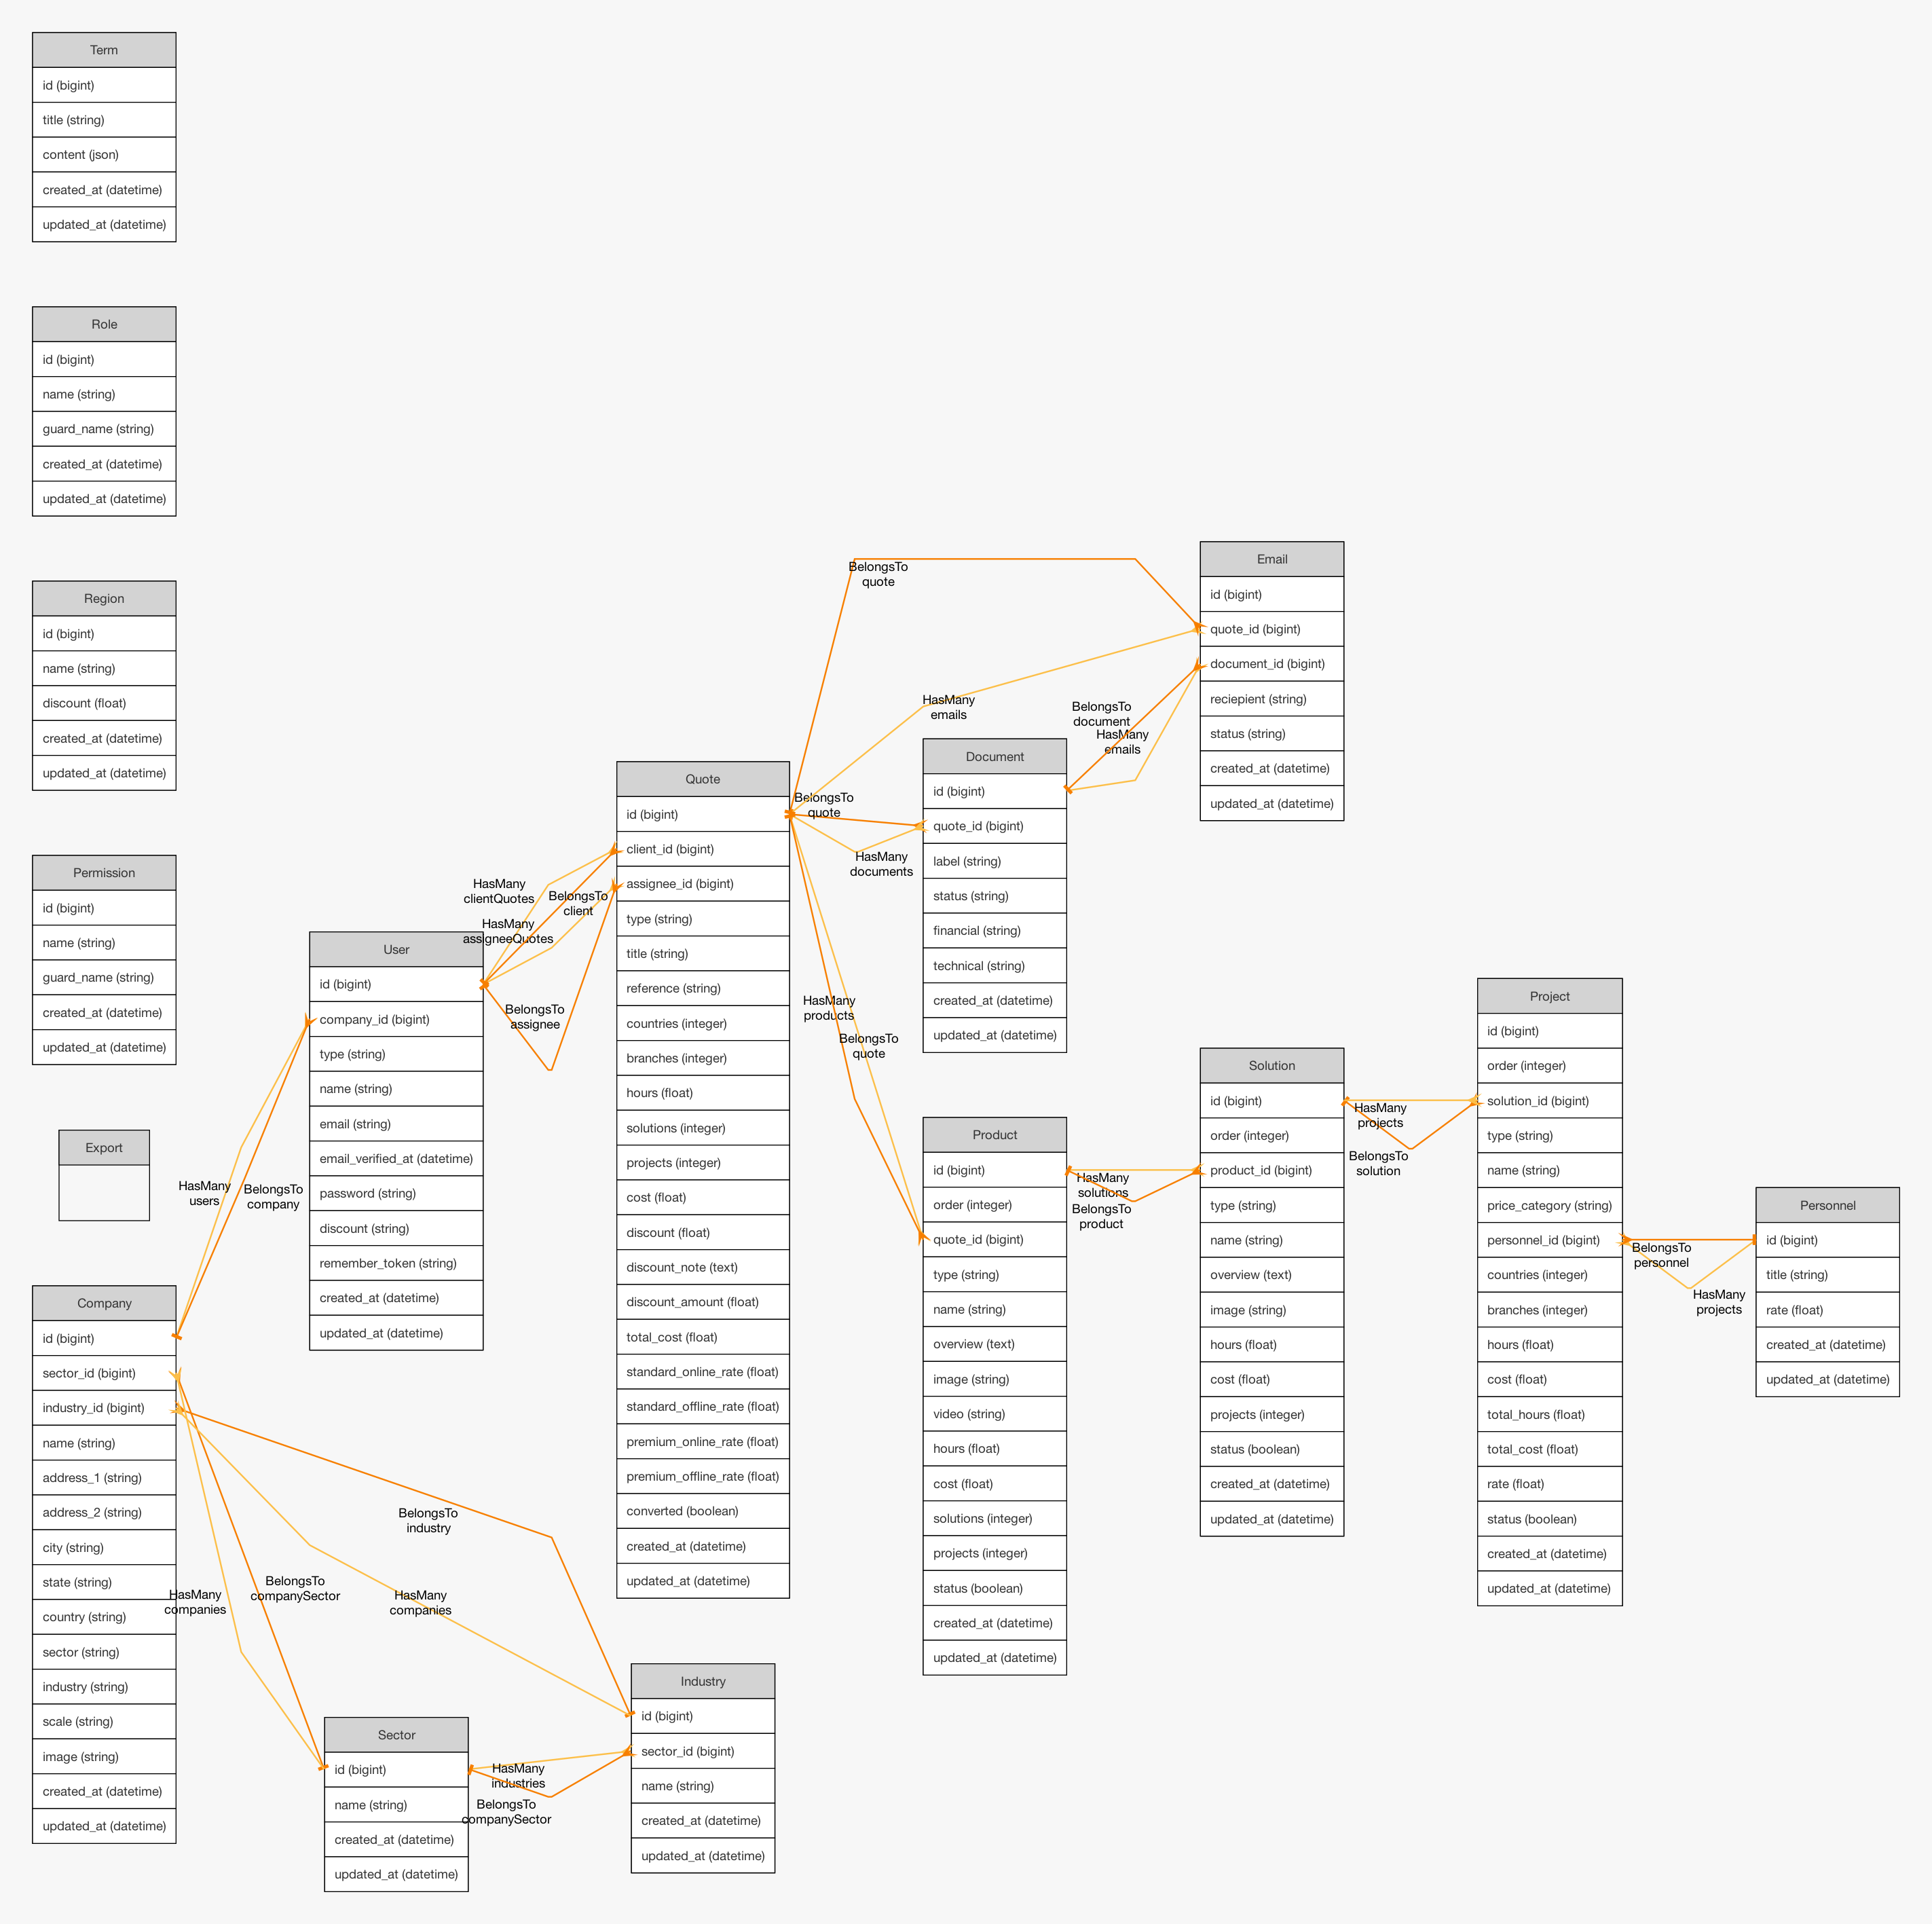 Term
id (bigint)
title (string)
content (json)
created_at (datetime)
updated_at (datetime)
Role
id (bigint)
name (string)
guard_name (string)
created_at (datetime)
updated_at (datetime)
Region
id (bigint)
name (string)
discount (float)
created_at (datetime)
updated_at (datetime)
Permission
id (bigint)
name (string)
guard_name (string)
created_at (datetime)
updated_at (datetime)
Export
Company
id (bigint)
sector_id (bigint)
industry_id (bigint)
name (string)
address_1 (string)
address_2 (string)
city (string)
state (string)
country (string)
sector (string)
industry (string)
scale (string)
image (string)
created_at (datetime)
updated_at (datetime)
HasMany
users
BelongsTo
company
HasMany
companies
BelongsTo
companySector
BelongsTo
industry
HasMany
companies
User
id (bigint)
company_id (bigint)
type (string)
name (string)
email (string)
email_verified_at (datetime)
password (string)
discount (string)
remember_token (string)
created_at (datetime)
updated_at (datetime)
Sector
id (bigint)
name (string)
created_at (datetime)
updated_at (datetime)
HasMany
industries
BelongsTo
companySector
HasMany
clientQuotes
BelongsTo
client
HasMany
assigneeQuotes
BelongsTo
assignee
Quote
id (bigint)
client_id (bigint)
assignee_id (bigint)
type (string)
title (string)
reference (string)
countries (integer)
branches (integer)
hours (float)
solutions (integer)
projects (integer)
cost (float)
discount (float)
discount_note (text)
discount_amount (float)
total_cost (float)
standard_online_rate (float)
standard_offline_rate (float)
premium_online_rate (float)
premium_offline_rate (float)
converted (boolean)
created_at (datetime)
updated_at (datetime)
Industry
id (bigint)
sector_id (bigint)
name (string)
created_at (datetime)
updated_at (datetime)
BelongsTo
quote
HasMany
emails
BelongsTo
quote
HasMany
documents
HasMany
products
BelongsTo
quote
Document
id (bigint)
quote_id (bigint)
label (string)
status (string)
financial (string)
technical (string)
created_at (datetime)
updated_at (datetime)
BelongsTo
document
HasMany
emails
Product
id (bigint)
order (integer)
quote_id (bigint)
type (string)
name (string)
overview (text)
image (string)
video (string)
hours (float)
cost (float)
solutions (integer)
projects (integer)
status (boolean)
created_at (datetime)
updated_at (datetime)
HasMany
solutions
BelongsTo
product
Email
id (bigint)
quote_id (bigint)
document_id (bigint)
reciepient (string)
status (string)
created_at (datetime)
updated_at (datetime)
Solution
id (bigint)
order (integer)
product_id (bigint)
type (string)
name (string)
overview (text)
image (string)
hours (float)
cost (float)
projects (integer)
status (boolean)
created_at (datetime)
updated_at (datetime)
HasMany
projects
BelongsTo
solution
Project
id (bigint)
order (integer)
solution_id (bigint)
type (string)
name (string)
price_category (string)
personnel_id (bigint)
countries (integer)
branches (integer)
hours (float)
cost (float)
total_hours (float)
total_cost (float)
rate (float)
status (boolean)
created_at (datetime)
updated_at (datetime)
BelongsTo
personnel
HasMany
projects
Personnel
id (bigint)
title (string)
rate (float)
created_at (datetime)
updated_at (datetime)